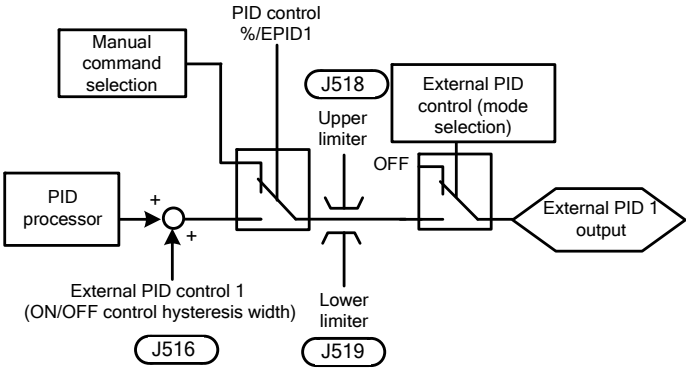 PID control
%/EPID1
Manual
command
selection
J518
Upper
limiter
External PID
control (mode
selection)
OFF
PID
processor
+
+
External PID 1
output
External PID control 1
(ON/OFF control hysteresis width)
J516
Lower
limiter
J519